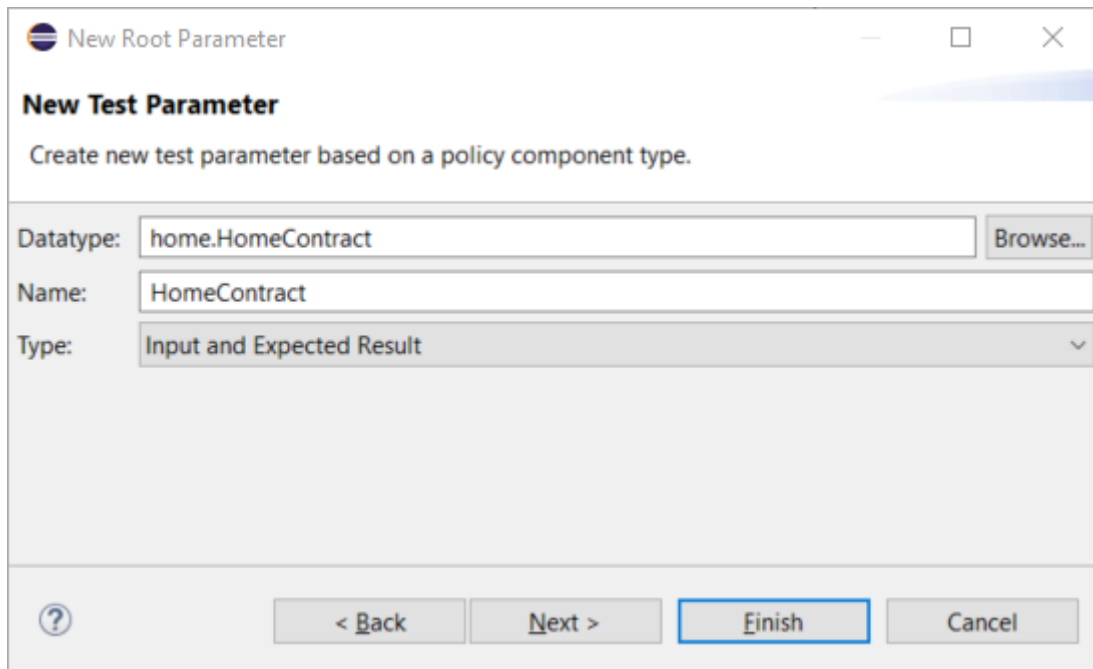 New Root Parameter
New Test Parameter
Create new test parameter based on a policy component type.
Datatype: home.HomeContract Browse...
Name: HomeContract
Type: Input and Expected Result
? < Back Next > Finish Cancel